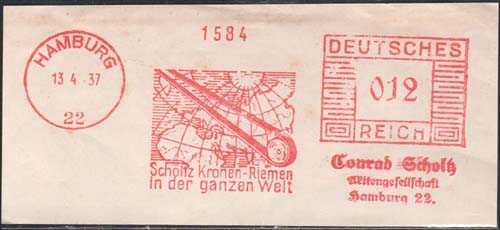 1584
HAMBURG
13 4. 37
22
DEUTSCHES
012
REICH
Scholtz Kronen-Riemen
in der ganzen Welt
Conrad Scholtz
Aktiengesellschaft
Hamburg 22.